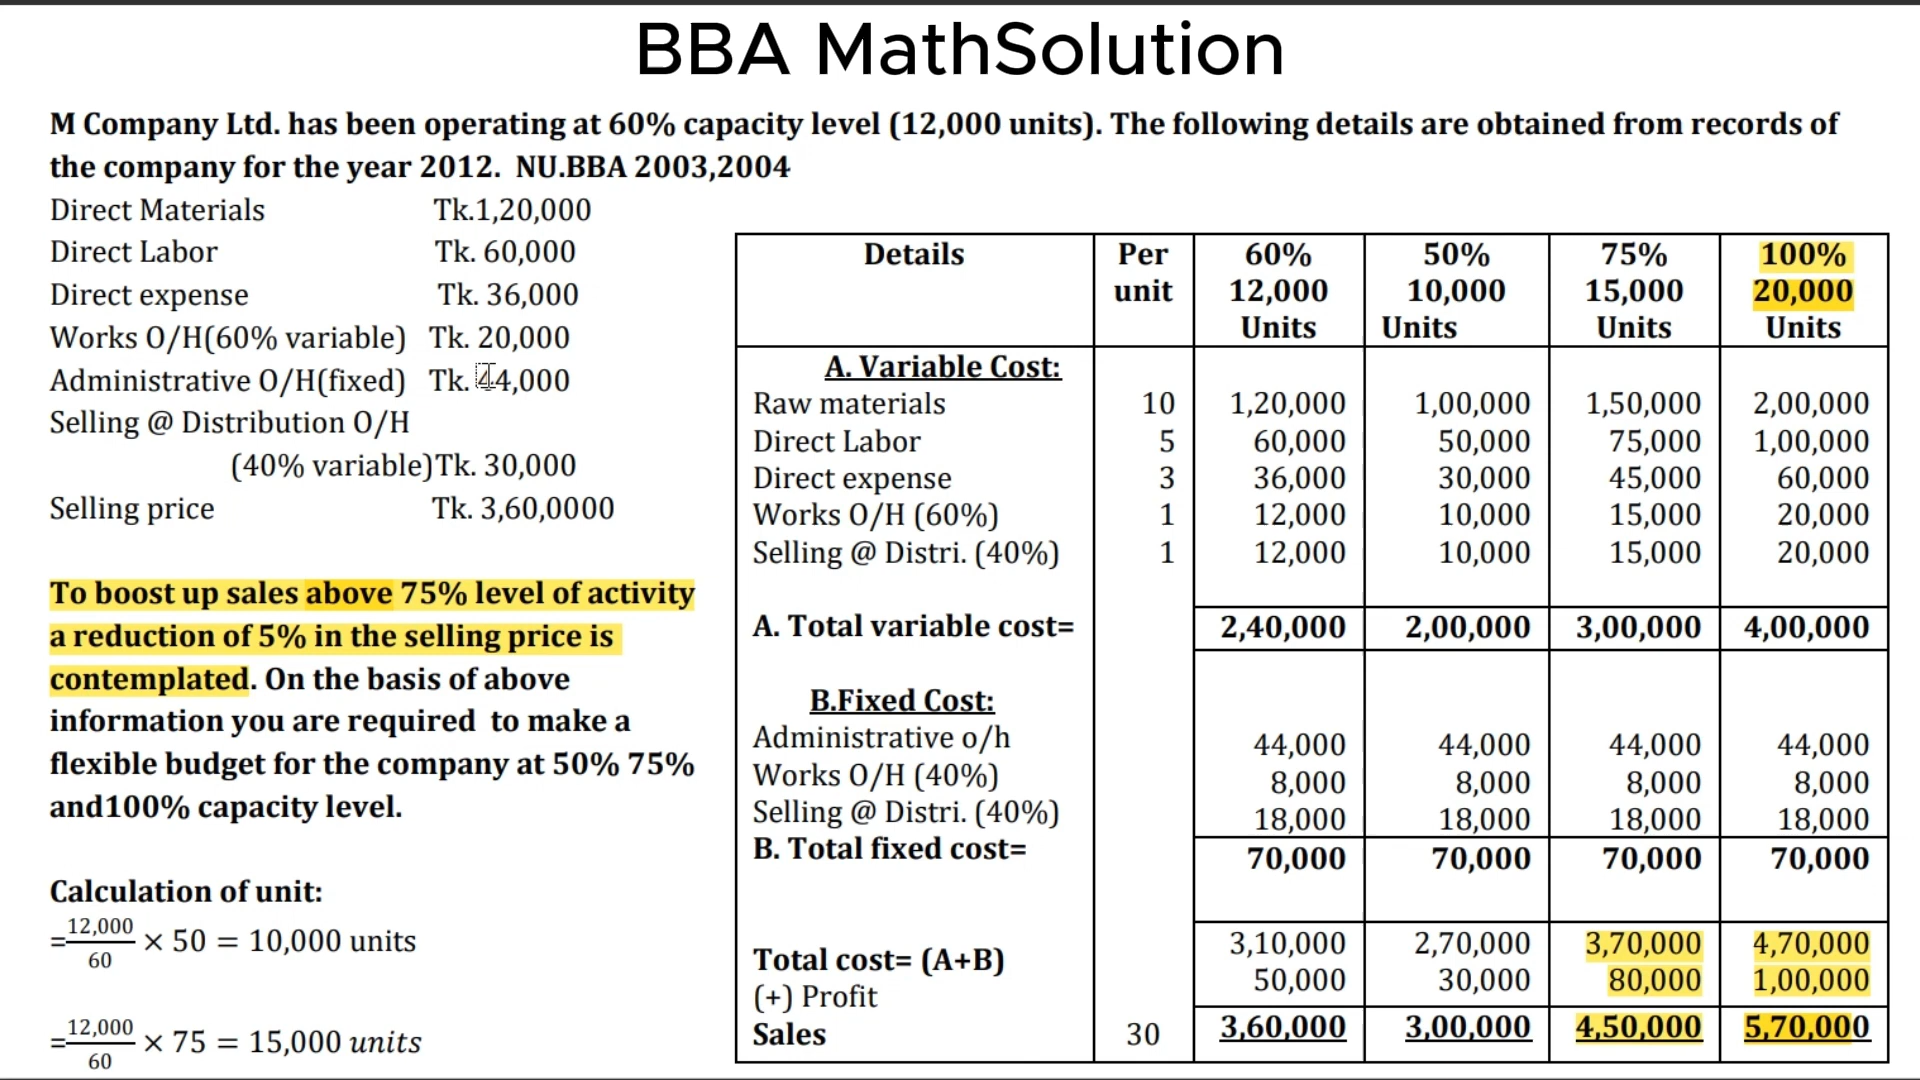 BBA MathSolution
M Company Ltd. has been operating at 60% capacity level (12,000 units). The following details are obtained from records of
the company for the year 2012. NU.BBA 2003,2004
Direct Materials Tk.1,20,000
Direct Labor Tk. 60,000
Direct expense Tk. 36,000
Works O/H(60% variable) Tk. 20,000
Administrative O/H(fixed) Tk. 44,000
Selling @ Distribution O/H
(40% variable)Tk. 30,000
Selling price Tk. 3,60,0000
To boost up sales above 75% level of activity
a reduction of 5% in the selling price is
contemplated. On the basis of above
information you are required to make a
flexible budget for the company at 50% 75%
and100% capacity level.
Calculation of unit:
=12,000/60 × 50 = 10,000 units
=12,000/60 × 75 = 15,000 units
Details Per unit 60% 12,000 Units 50% 10,000 Units 75% 15,000 Units 100% 20,000 Units
A. Variable Cost:
Raw materials 10 1,20,000 1,00,000 1,50,000 2,00,000
Direct Labor 5 60,000 50,000 75,000 1,00,000
Direct expense 3 36,000 30,000 45,000 60,000
Works O/H (60%) 1 12,000 10,000 15,000 20,000
Selling @ Distri. (40%) 1 12,000 10,000 15,000 20,000
A. Total variable cost= 2,40,000 2,00,000 3,00,000 4,00,000
B.Fixed Cost:
Administrative o/h 44,000 44,000 44,000 44,000
Works O/H (40%) 8,000 8,000 8,000 8,000
Selling @ Distri. (40%) 18,000 18,000 18,000 18,000
B. Total fixed cost= 70,000 70,000 70,000 70,000
Total cost= (A+B) 3,10,000 2,70,000 3,70,000 4,70,000
(+) Profit 50,000 30,000 80,000 1,00,000
Sales 30 3,60,000 3,00,000 4,50,000 5,70,000